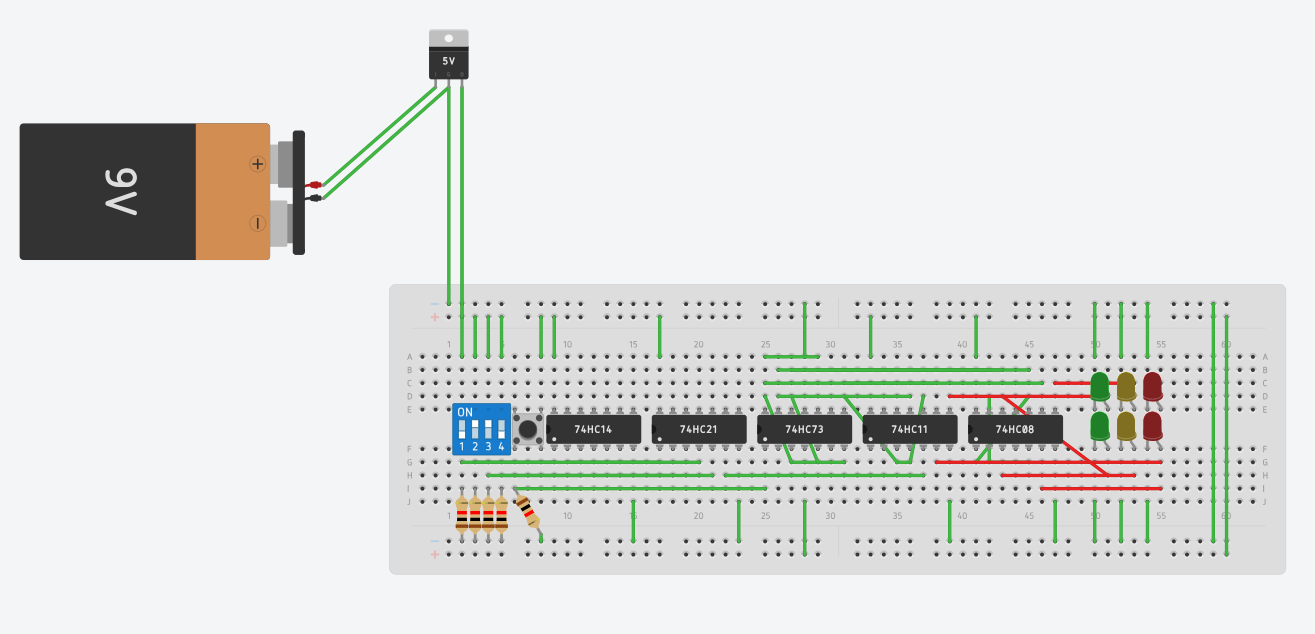 5V
9V
+
−
−
+
1 5 10 15 20 25 30 35 40 45 50 55 60
A A
B B
C C
D D
E E
ON
1 2 3 4
74HC14
74HC21
74HC73
74HC11
74HC08
F F
G G
H H
I I
J J
1 10 15 20 25 30 35 40 45 50 55 60
−
+